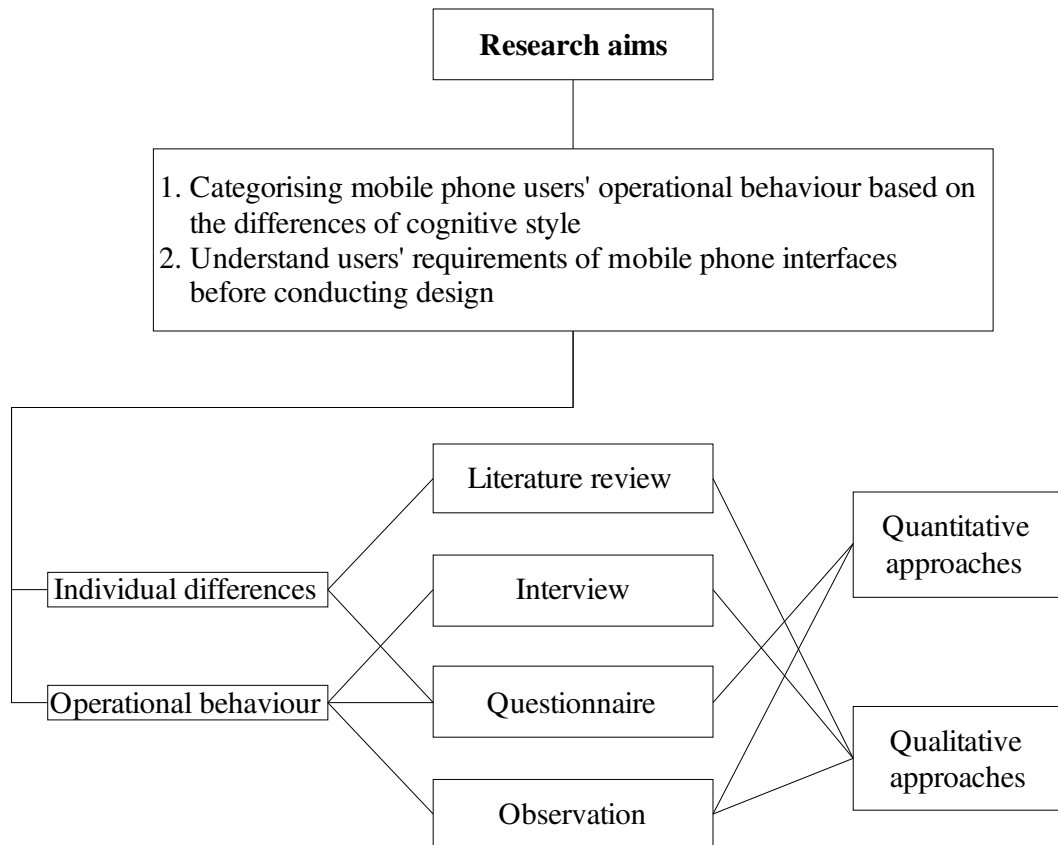 Research aims
1. Categorising mobile phone users' operational behaviour based on
the differences of cognitive style
2. Understand users' requirements of mobile phone interfaces
before conducting design
Literature review
Quantitative
approaches
Individual differences
Interview
Operational behaviour
Questionnaire
Qualitative
approaches
Observation